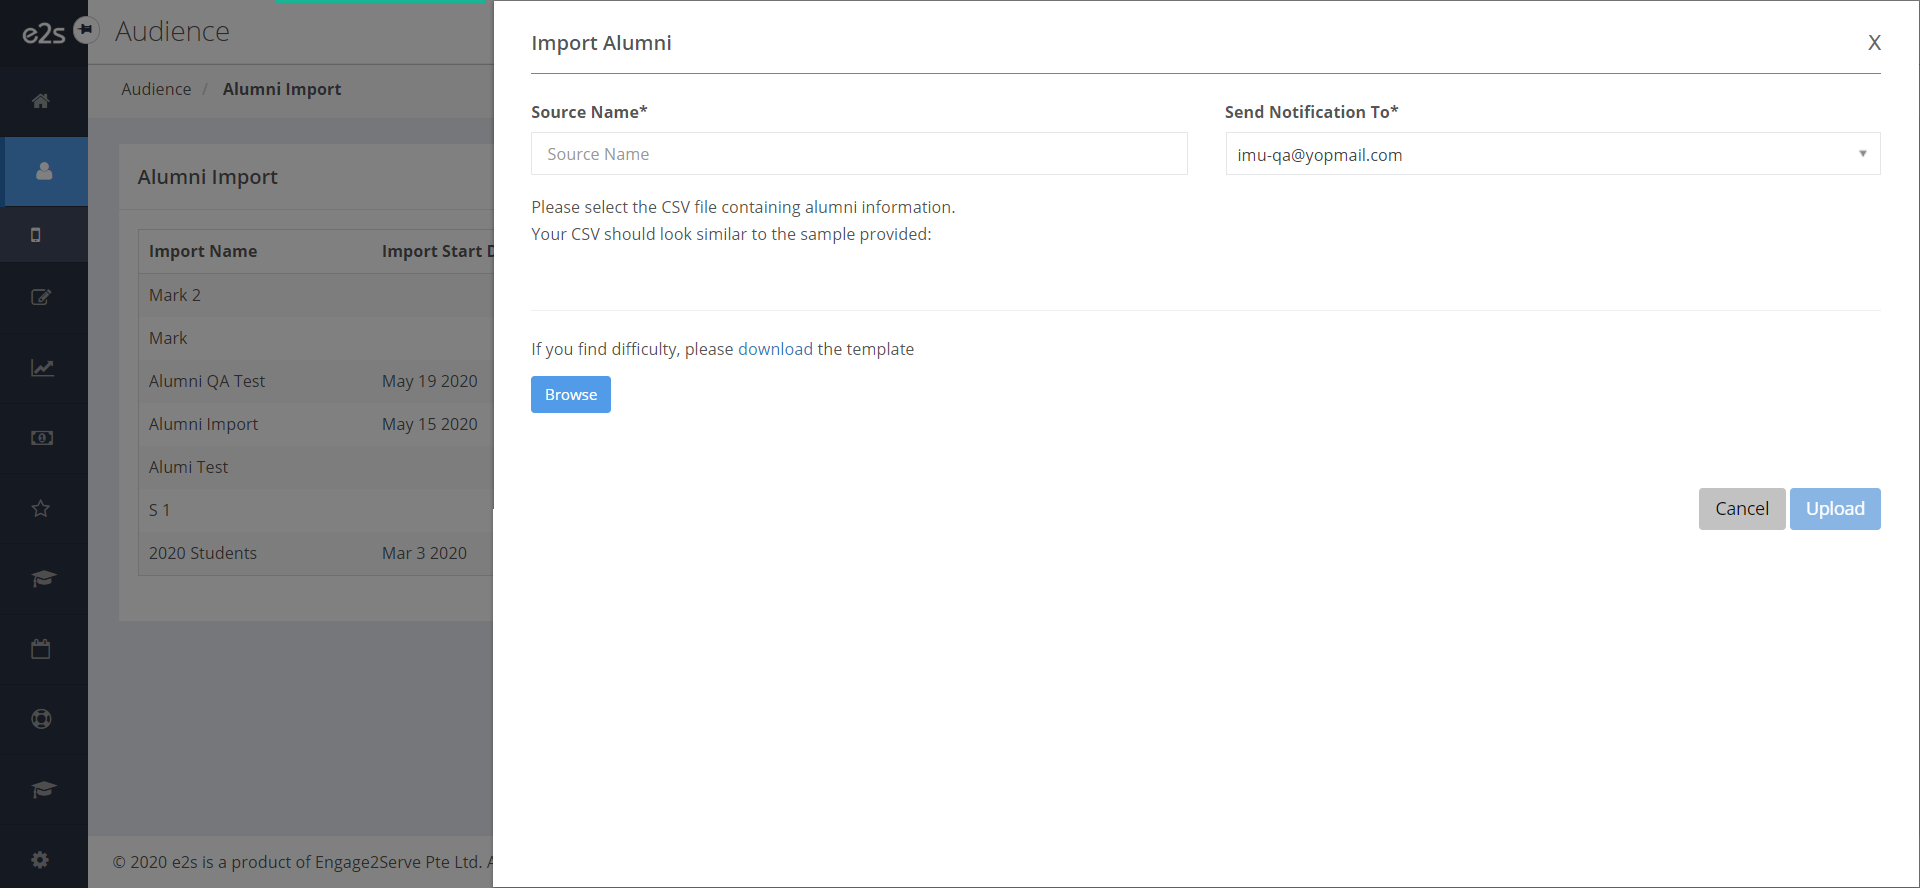 e2s
Audience
Audience / Alumni Import
Alumni Import
Import Name Import Start D
Mark 2
Mark
Alumni QA Test May 19 2020
Alumni Import May 15 2020
Alumi Test
S 1
2020 Students Mar 3 2020
© 2020 e2s is a product of Engage2Serve Pte Ltd. A
Import Alumni X
Source Name* Send Notification To*
Source Name imu-qa@yopmail.com
Please select the CSV file containing alumni information.
Your CSV should look similar to the sample provided:
If you find difficulty, please download the template
Browse
Cancel Upload